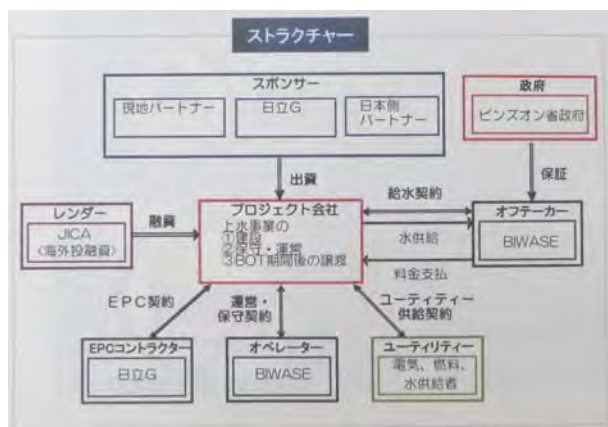 ストラクチャー
スポンサー
現地パートナー
日立G
日本側
パートナー
政府
ビンズオン省政府
出資
保証
レンダー
JICA
(海外投融資)
融資
プロジェクト会社
上水事業の
①建設
②保守・運営
③BOT期間後の譲渡
給水契約
水供給
料金支払
オフテーカー
BIWASE
EPC契約
運営・
保守契約
ユーティティー
供給契約
EPCコントラクター
日立G
オペレーター
BIWASE
ユーティリティー
電気、燃料、
水供給者